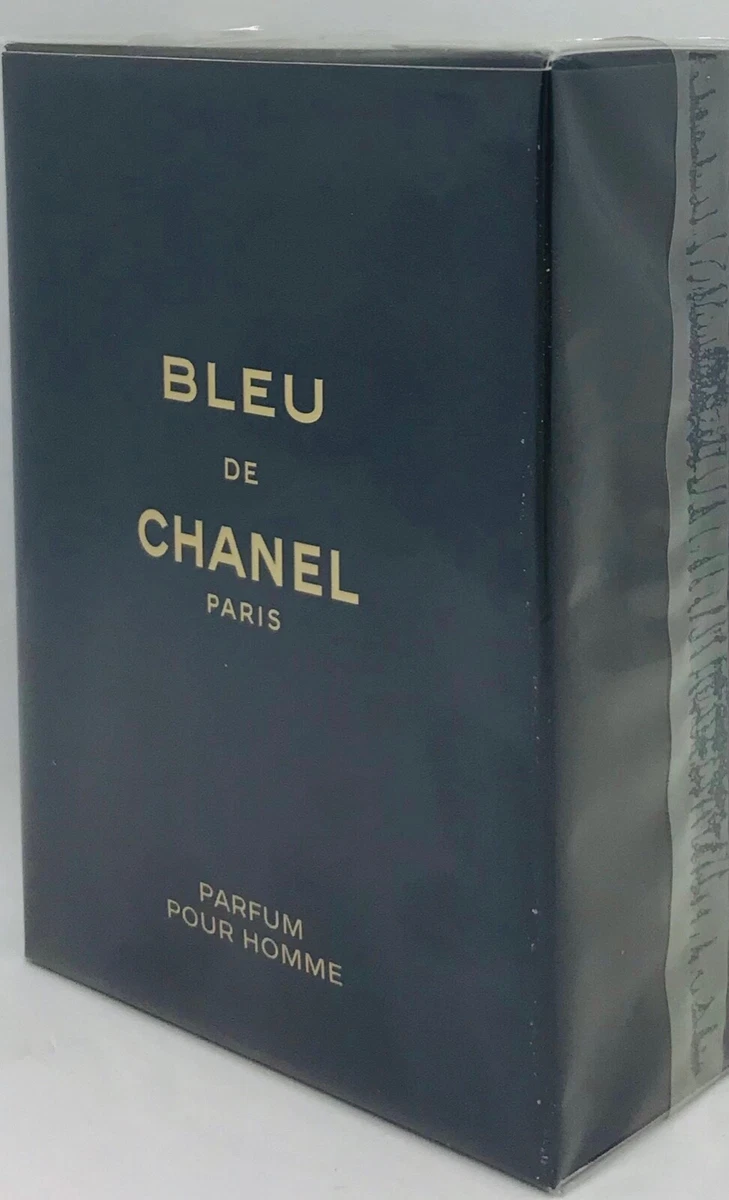 BLEU
DE
CHANEL
PARIS
PARFUM
POUR HOMME